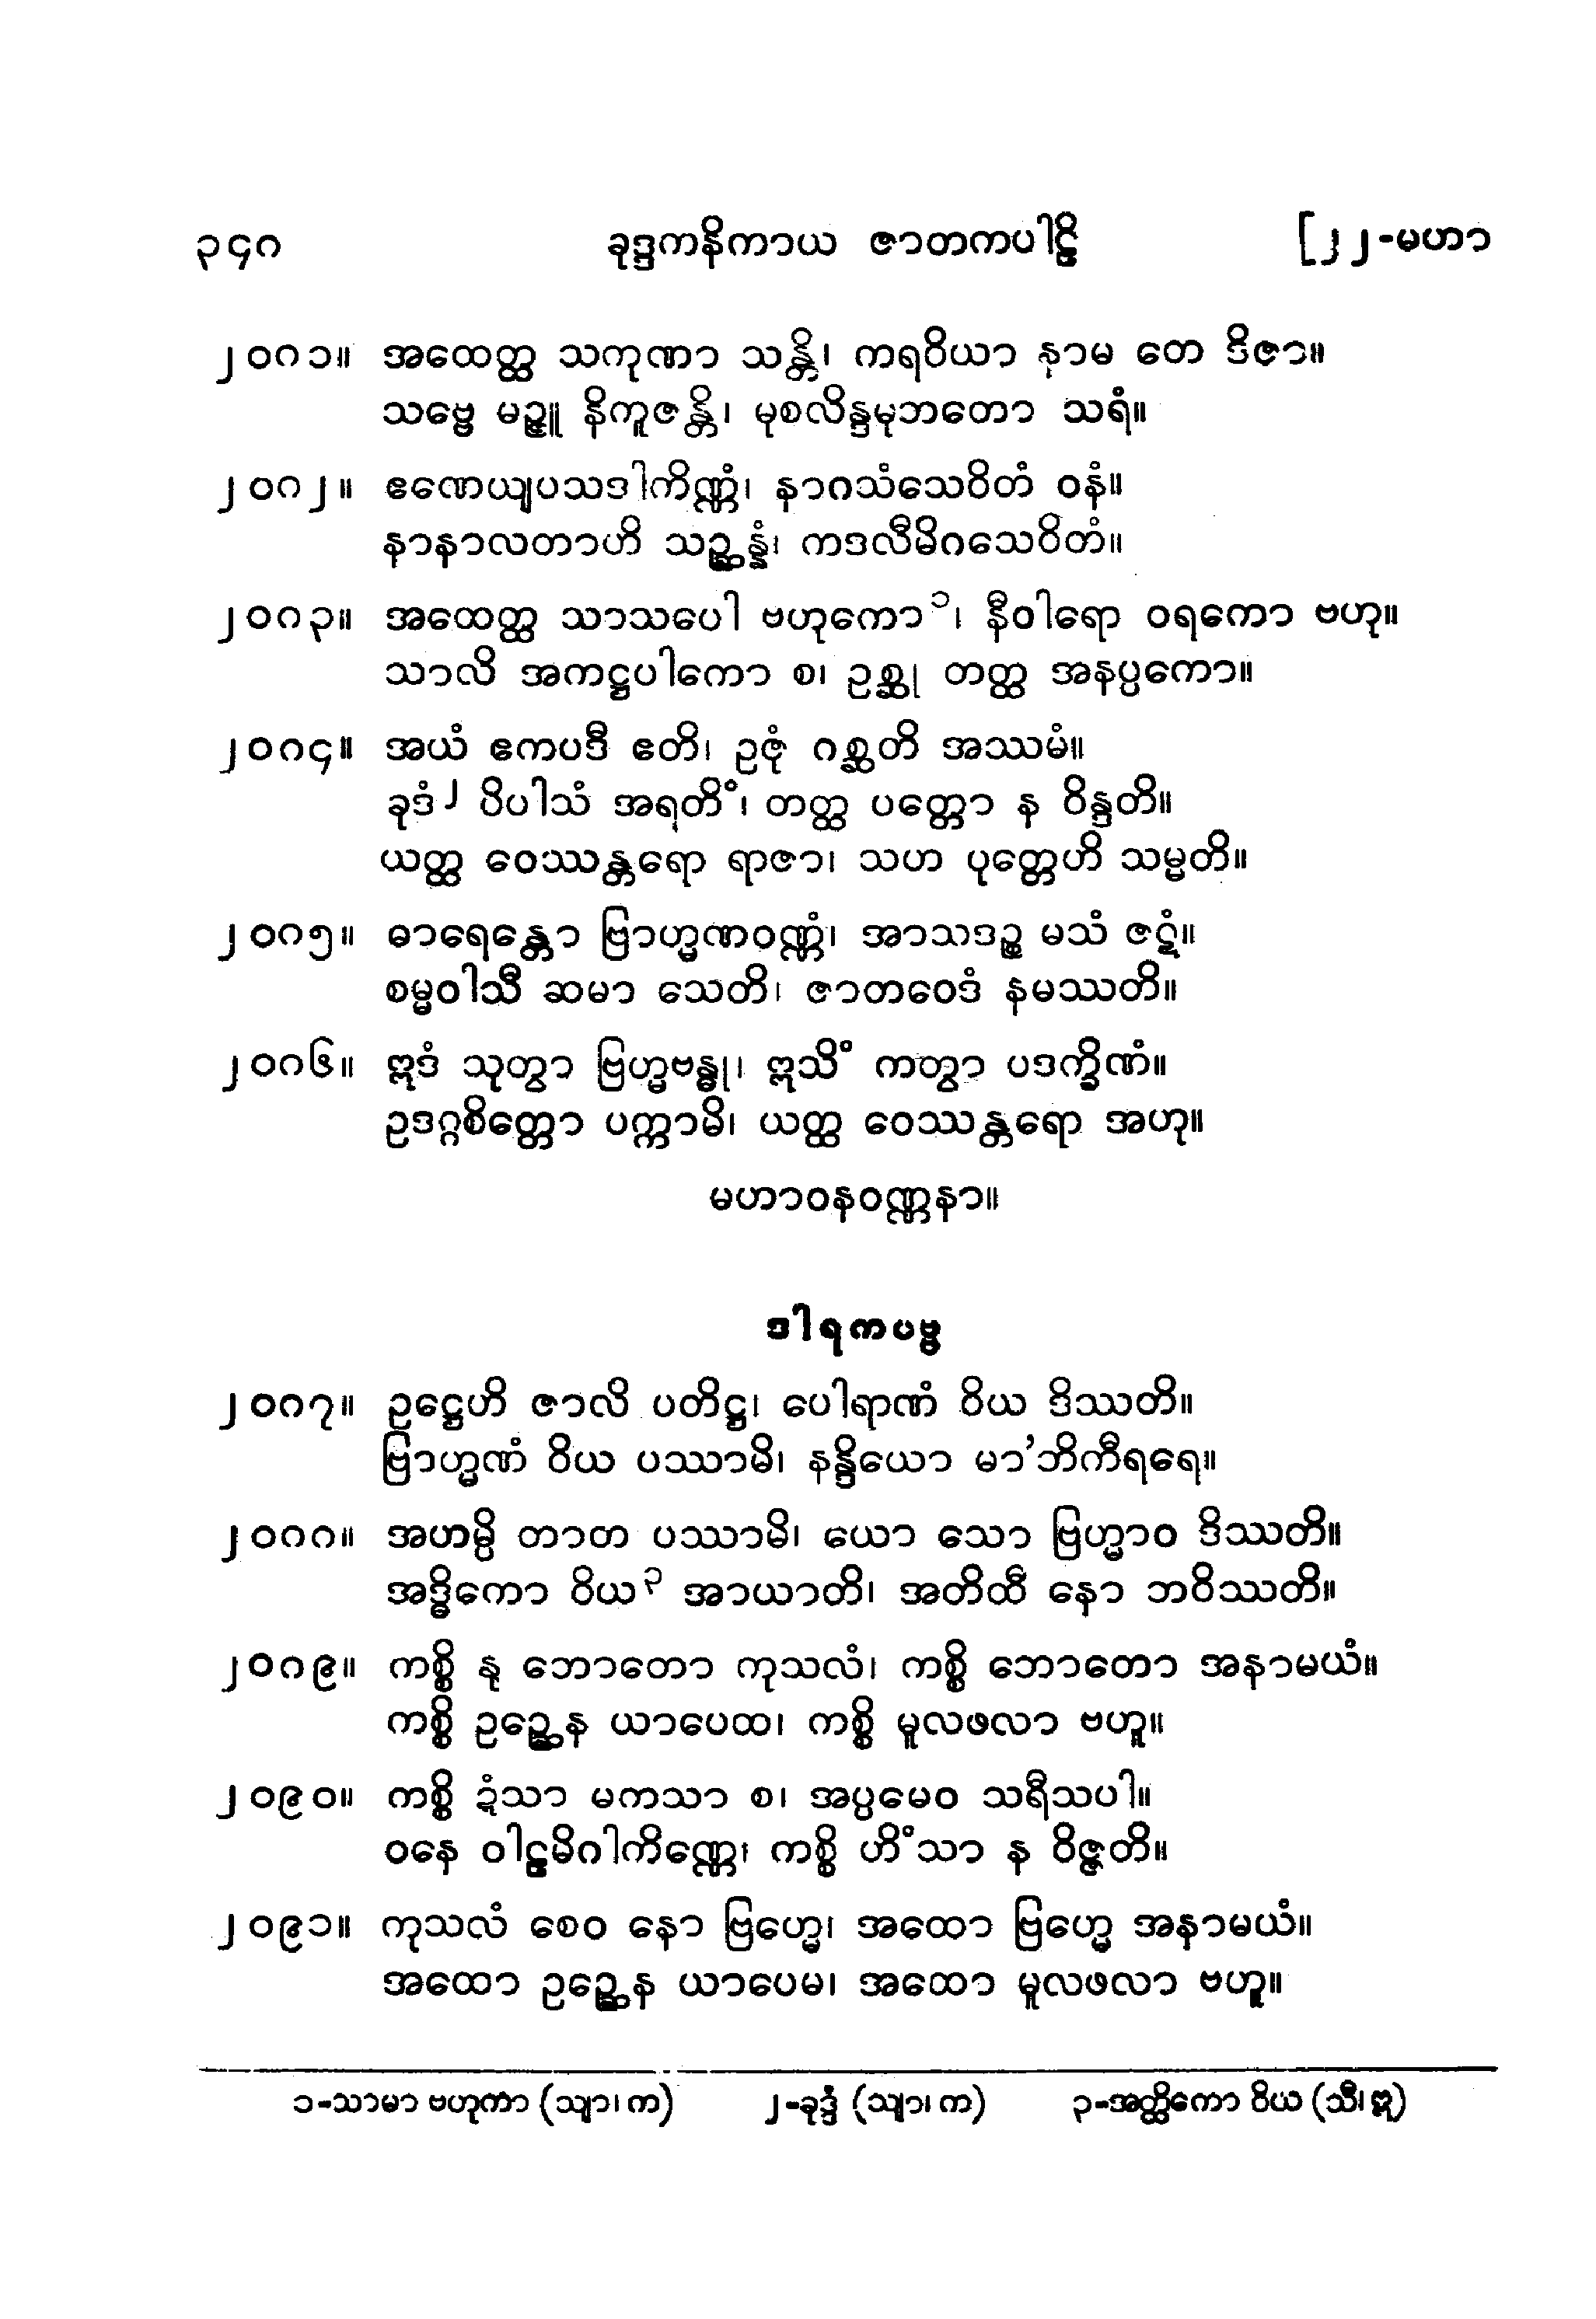 ၃၄၈ ခုဒ္ဒကနိကာယ ဇာတကပါဠိ [၂၂-မဟာ
၂၀၈၁။ အထေတ္ထ သကုဏာ သန္တိ၊ ကရဝိယာ နာမ တေ ဒိဇာ။
သဗ္ဗေ မဉ္ဇူ နိကူဇန္တိ၊ မုစလိန္ဒမုဘတော သရံ။
၂၀၈၂။ ဧဏေယျပသဒါကိဏ္ဏံ၊ နာဂသံသေဝိတံ ဝနံ။
နာနာလတာဟိ သဉ္ဆန္နံ၊ ကဒလီမိဂသေဝိတံ။
၂၀၈၃။ အထေတ္ထ သာသပေါ ဗဟုကော၁၊ နီဝါရော ဝရကော ဗဟု။
သာလိ အကဋ္ဌပါကော စ၊ ဥစ္ဆု တတ္ထ အနပ္ပကော။
၂၀၈၄။ အယံ ဧကပဒီ ဧတိ၊ ဥဇုံ ဂစ္ဆတိ အဿမံ။
ခုဒံ၂ ပိပါသံ အရတိံ၊ တတ္ထ ပတ္တော န ဝိန္ဒတိ။
ယတ္ထ ဝေဿန္တရော ရာဇာ၊ သဟ ပုတ္တေဟိ သမ္မတိ။
၂၀၈၅။ ဓာရေန္တော ဗြာဟ္မဏဝဏ္ဏံ၊ အာသဒဉ္စ မသံ ဇဋံ။
စမ္မဝါသီ ဆမာ သေတိ၊ ဇာတဝေဒံ နမဿတိ။
၂၀၈၆။ ဣဒံ သုတွာ ဗြဟ္မဗန္ဓု၊ ဣသိံ ကတွာ ပဒက္ခိဏံ။
ဥဒဂ္ဂစိတ္တော ပက္ကာမိ၊ ယတ္ထ ဝေဿန္တရော အဟု။
မဟာဝနဝဏ္ဏနာ။
ဒါရကပဗ္ဗ
၂၀၈၇။ ဥဋ္ဌေဟိ ဇာလိ ပတိဋ္ဌ၊ ပေါရာဏံ ဝိယ ဒိဿတိ။
ဗြာဟ္မဏံ ဝိယ ပဿာမိ၊ နန္ဒိယော မာ’ဘိကီရရေ။
၂၀၈၈။ အဟမ္ပိ တာတ ပဿာမိ၊ ယော သော ဗြဟ္မာဝ ဒိဿတိ။
အဒ္ဓိကော ဝိယ၃ အာယာတိ၊ အတိထီ နော ဘဝိဿတိ။
၂၀၈၉။ ကစ္စိ နု ဘောတော ကုသလံ၊ ကစ္စိ ဘောတော အနာမယံ။
ကစ္စိ ဥဉ္ဆေန ယာပေထ၊ ကစ္စိ မူလဖလာ ဗဟူ။
၂၀၉၀။ ကစ္စိ ဍံသာ မကသာ စ၊ အပ္ပမေဝ သရီသပါ။
ဝနေ ဝါဠမိဂါကိဏ္ဏေ၊ ကစ္စိ ဟိံသာ န ဝိဇ္ဇတိ။
၂၀၉၁။ ကုသလံ စေဝ နော ဗြဟ္မေ၊ အထော ဗြဟ္မေ အနာမယံ။
အထော ဥဉ္ဆေန ယာပေမ၊ အထော မူလဖလာ ဗဟူ။
၁-သာမာ ဗဟုကာ (သျာ၊ က) ၂-ခုဒ္ဒံ (သျာ၊ က) ၃-အတ္ထိကော ဝိယ (သီ၊ ဣ)